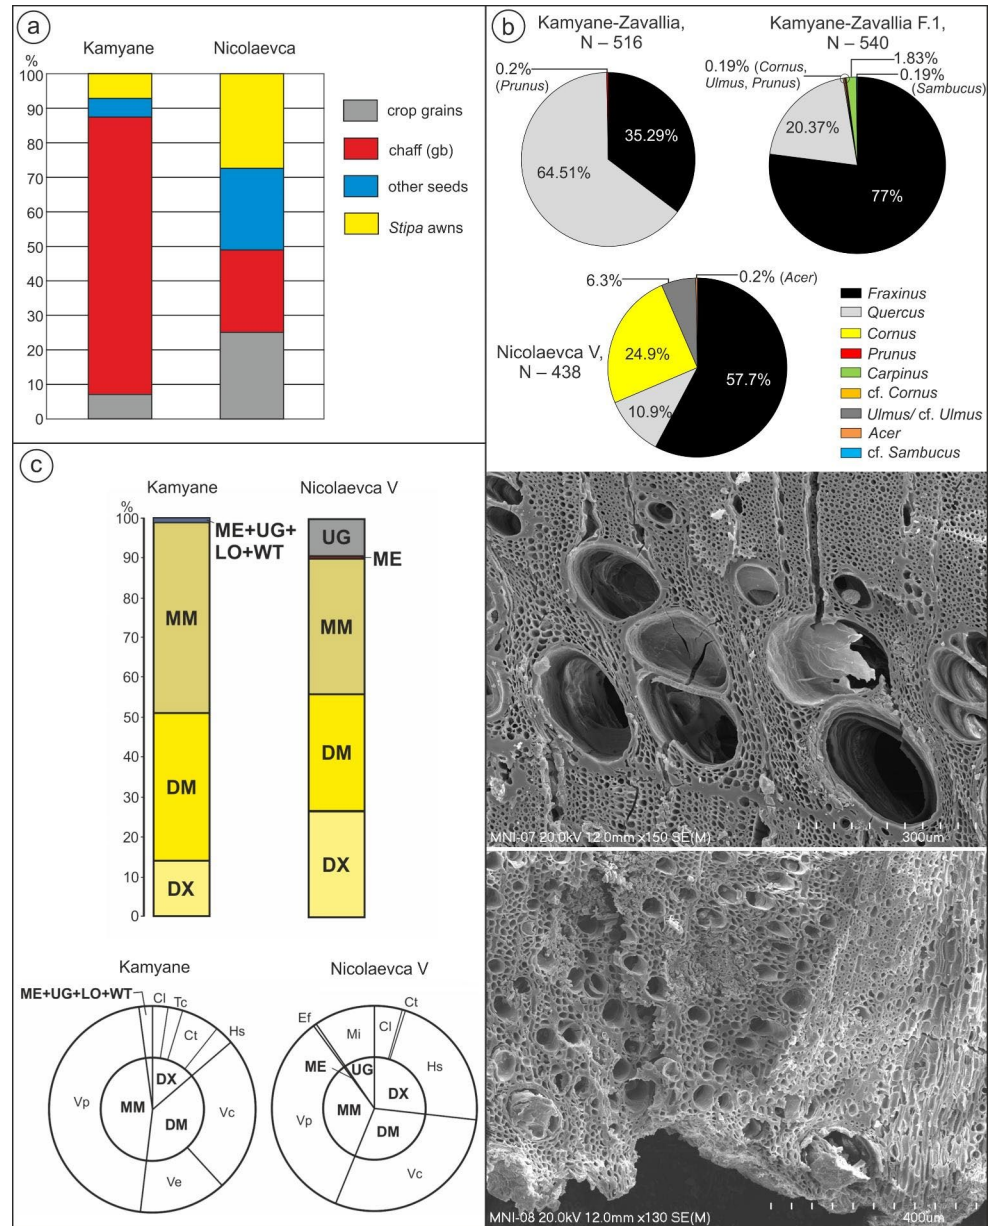 a
Kamyane
Nicolaevca
%
100
90
80
70
60
50
40
30
20
10
0
crop grains
chaff (gb)
other seeds
Stipa awns
b
Kamyane-Zavallia,
N – 516
0.2%
(Prunus)
35.29%
64.51%
Kamyane-Zavallia F.1,
N – 540
1.83%
0.19% (Cornus,
Ulmus, Prunus)
0.19%
(Sambucus)
20.37%
77%
Nicolaevca V,
N – 438
6.3%
0.2% (Acer)
24.9%
10.9%
57.7%
Fraxinus
Quercus
Cornus
Prunus
Carpinus
cf. Cornus
Ulmus/ cf. Ulmus
Acer
cf. Sambucus
c
Kamyane
Nicolaevca V
%
100
90
80
70
60
50
40
30
20
10
0
ME+UG+
LO+WT
MM
DM
DX
UG
ME
MM
DM
DX
Kamyane
ME+UG+LO+WT
Cl
Tc
Ct
Hs
DX
Vp
MM
DM
Vc
Ve
Nicolaevca V
Ef
Mi
Cl
Ct
ME
UG
Hs
DX
Vp
MM
DM
Vc
MNI-07 20.0kV 12.0mm x150 SE(M)
300um
MNI-08 20.0kV 12.0mm x130 SE(M)
400um